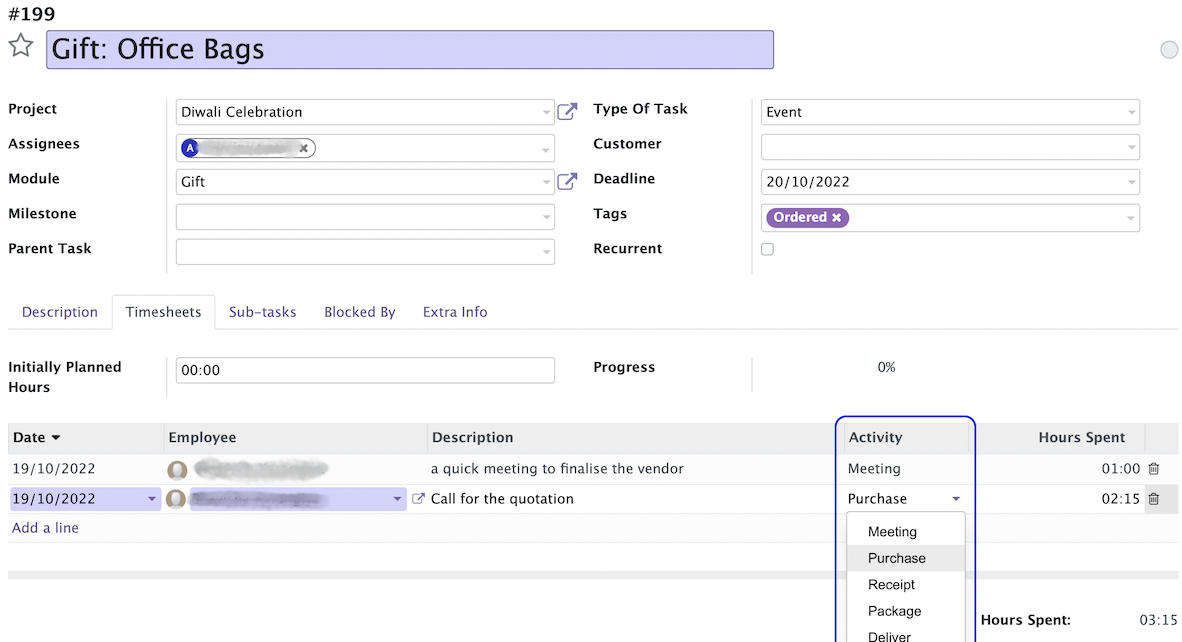 #199
Gift: Office Bags
Project Diwali Celebration Type Of Task Event
Assignees A Customer
Module Gift Deadline 20/10/2022
Milestone Tags Ordered
Parent Task Recurrent
Description Timesheets Sub-tasks Blocked By Extra Info
Initially Planned Hours 00:00 Progress 0%
Date Employee Description Activity Hours Spent
19/10/2022 a quick meeting to finalise the vendor Meeting 01:00
19/10/2022 Call for the quotation Purchase 02:15
Add a line
Meeting
Purchase
Receipt
Package
Deliver
Hours Spent: 03:15